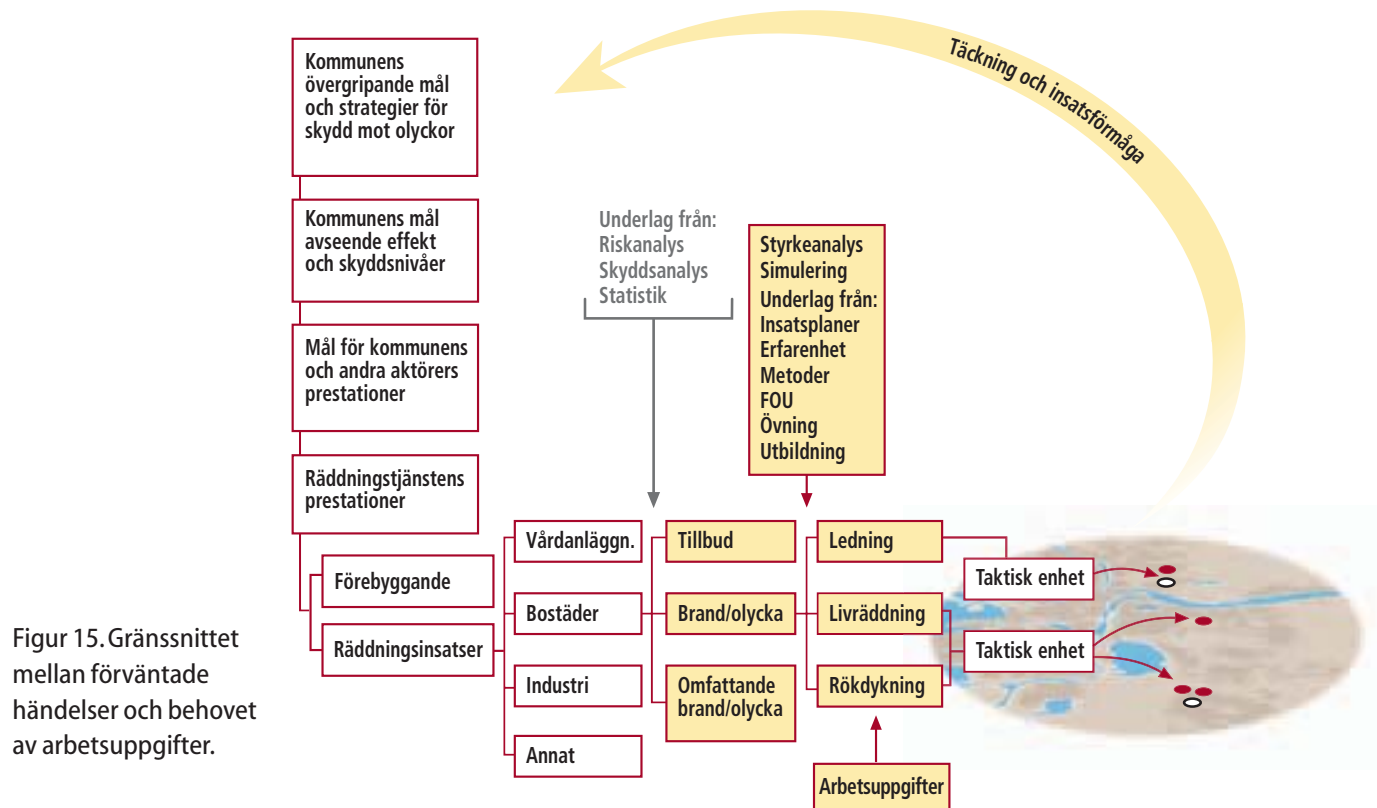 Kommunens
övergripande mål
och strategier för
skydd mot olyckor
Täckning och insatsförmåga
Kommunens mål
avseende effekt
och skyddsnivåer
Underlag från:
Riskanalys
Skyddsanalys
Statistik
Styrkeanalys
Simulering
Underlag från:
Insatsplaner
Erfarenhet
Metoder
FOU
Övning
Utbildning
Mål för kommunens
och andra aktörers
prestationer
Räddningstjänstens
prestationer
Förebyggande
Räddningsinsatser
Vårdanläggn.
Bostäder
Industri
Annat
Tillbud
Brand/olycka
Omfattande
brand/olycka
Ledning
Livräddning
Rökdykning
Arbetsuppgifter
Taktisk enhet
Taktisk enhet
Figur 15. Gränssnittet
mellan förväntade
händelser och behovet
av arbetsuppgifter.